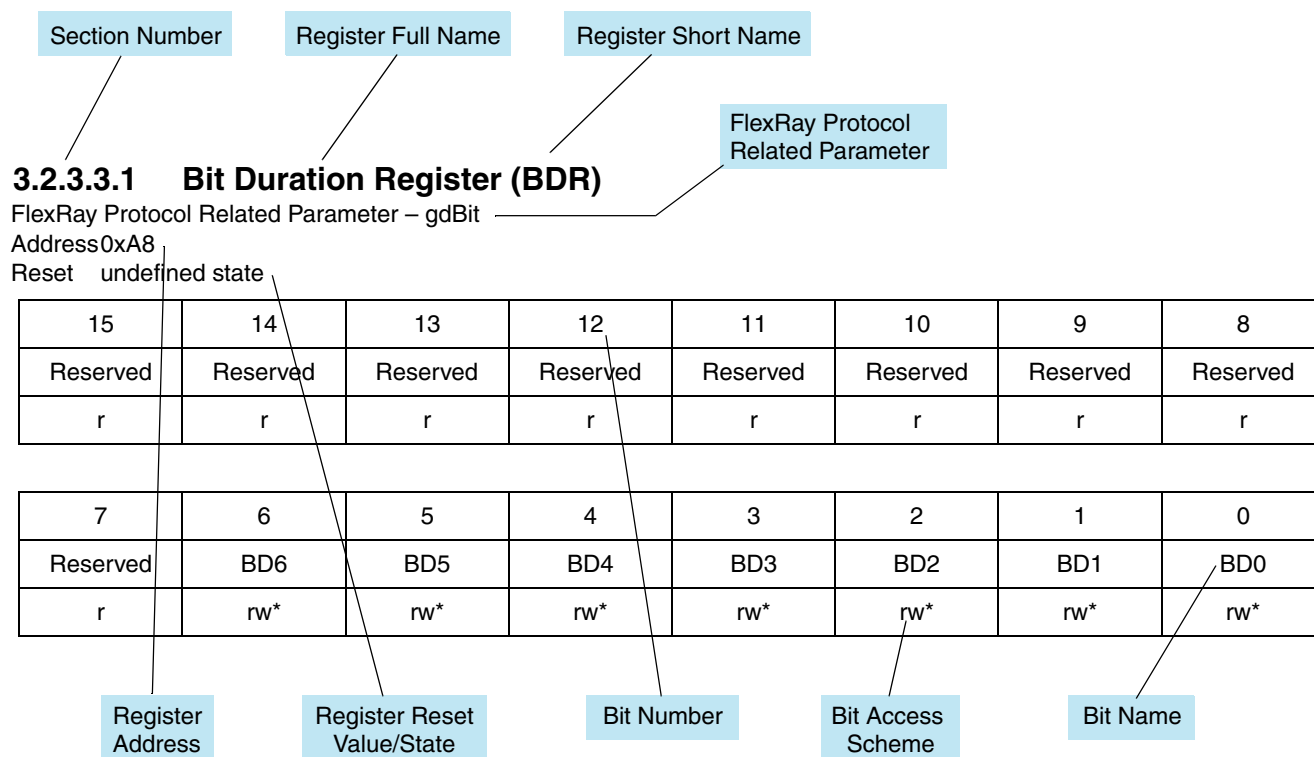 Section Number Register Full Name Register Short Name
FlexRay Protocol
Related Parameter
3.2.3.3.1 Bit Duration Register (BDR)
FlexRay Protocol Related Parameter – gdBit
Address 0xA8
Reset undefined state
15 14 13 12 11 10 9 8
Reserved Reserved Reserved Reserved Reserved Reserved Reserved Reserved
r r r r r r r r
7 6 5 4 3 2 1 0
Reserved BD6 BD5 BD4 BD3 BD2 BD1 BD0
r rw* rw* rw* rw* rw* rw* rw*
Register Address
Register Reset Value/State
Bit Number
Bit Access Scheme
Bit Name